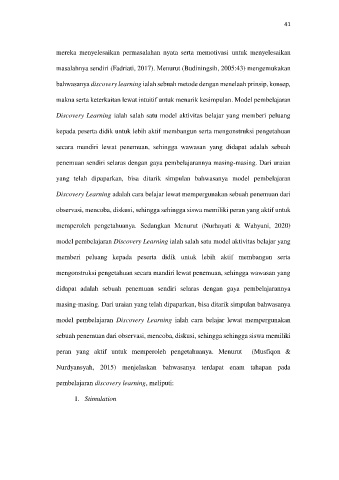 41
mereka menyelesaikan permasalahan nyata serta memotivasi untuk menyelesaikan
masalahnya sendiri (Fadriati, 2017). Menurut (Budiningsih, 2005:43) mengemukakan
bahwasanya discovery learning ialah sebuah metode dengan menelaah prinsip, konsep,
makna serta keterkaitan lewat intuitif untuk menarik kesimpulan. Model pembelajaran
Discovery Learning ialah salah satu model aktivitas belajar yang memberi peluang
kepada peserta didik untuk lebih aktif membangun serta mengonstruksi pengetahuan
secara mandiri lewat penemuan, sehingga wawasan yang didapat adalah sebuah
penemuan sendiri selaras dengan gaya pembelajarannya masing-masing. Dari uraian
yang telah dipaparkan, bisa ditarik simpulan bahwasanya model pembelajaran
Discovery Learning adalah cara belajar lewat mempergunakan sebuah penemuan dari
observasi, mencoba, diskusi, sehingga sehingga siswa memiliki peran yang aktif untuk
memperoleh pengetahuanya. Sedangkan Menurut (Nurhayati & Wahyuni, 2020)
model pembelajaran Discovery Learning ialah salah satu model aktivitas belajar yang
memberi peluang kepada peserta didik untuk lebih aktif membangun serta
mengonstruksi pengetahuan secara mandiri lewat penemuan, sehingga wawasan yang
didapat adalah sebuah penemuan sendiri selaras dengan gaya pembelajarannya
masing-masing. Dari uraian yang telah dipaparkan, bisa ditarik simpulan bahwasanya
model pembelajaran Discovery Learning ialah cara belajar lewat mempergunakan
sebuah penemuan dari observasi, mencoba, diskusi, sehingga sehingga siswa memiliki
peran yang aktif untuk memperoleh pengetahuanya. Menurut (Musfiqon &
Nurdyansyah, 2015) menjelaskan bahwasanya terdapat enam tahapan pada
pembelajaran discovery learning, meliputi:
1. Stimulation